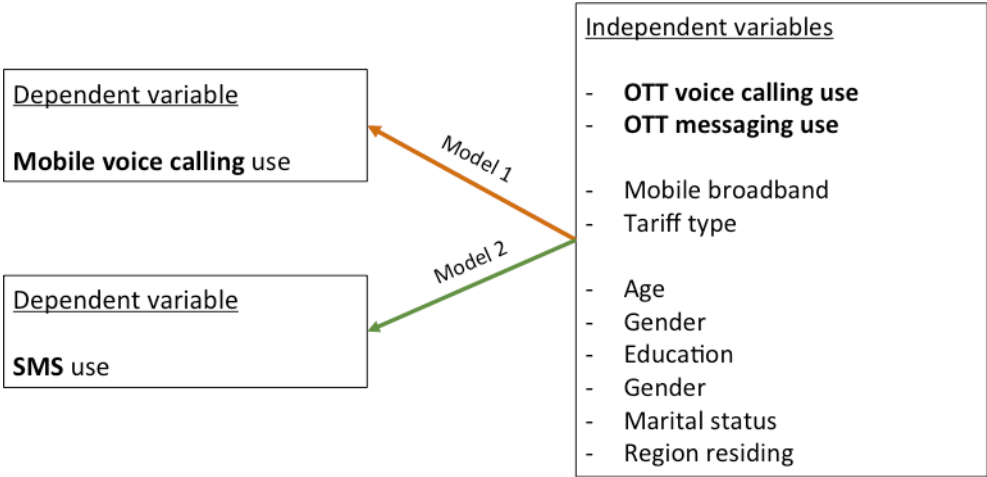 Dependent variable
Mobile voice calling use
Dependent variable
SMS use
Model 1
Model 2
Independent variables
- OTT voice calling use
- OTT messaging use
- Mobile broadband
- Tariff type
- Age
- Gender
- Education
- Gender
- Marital status
- Region residing